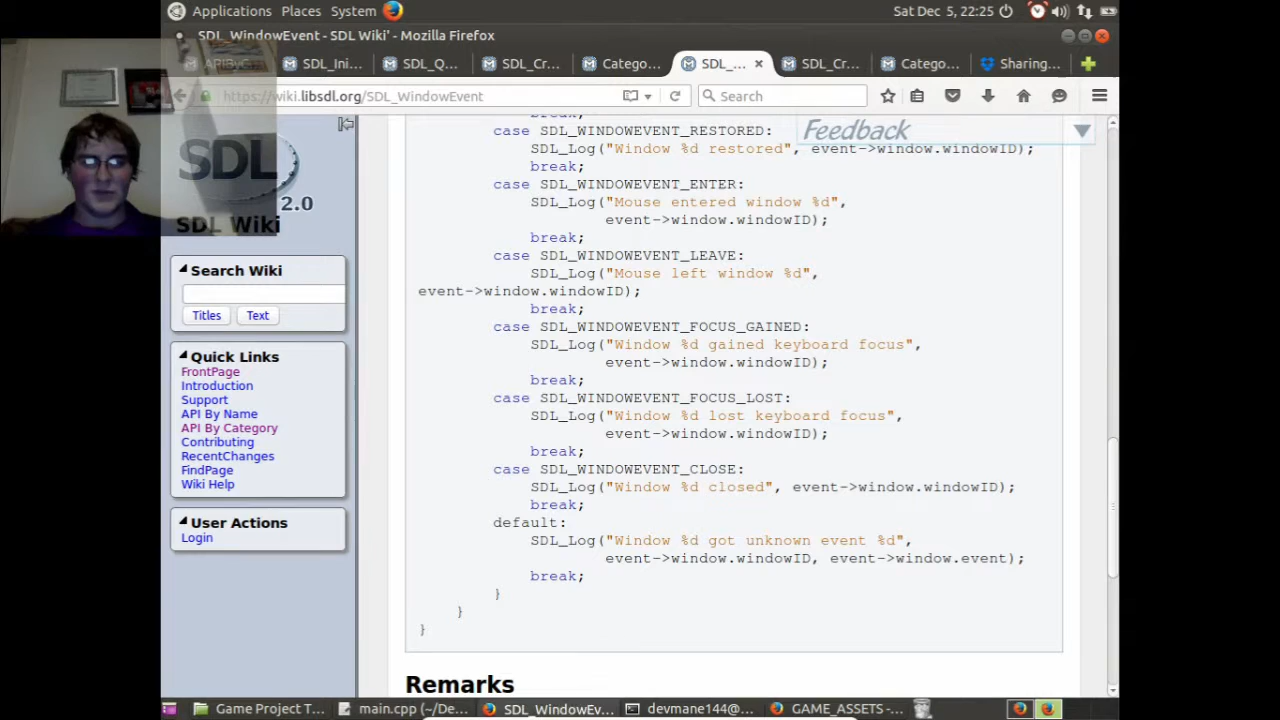 Applications Places System Sat Dec 5, 22:25
SDL_WindowEvent - SDL Wiki' - Mozilla Firefox
SDL_Ini... SDL_Q... SDL_Cr... Catego... SDL_... SDL_Cr... Catego... Sharing...
https://wiki.libsdl.org/SDL_WindowEvent Search
SDL
2.0
SDL Wiki
Search Wiki
Titles Text
Quick Links
FrontPage
Introduction
Support
API By Name
API By Category
Contributing
RecentChanges
FindPage
Wiki Help
User Actions
Login
Feedback
break;
case SDL_WINDOWEVENT_RESTORED:
SDL_Log("Window %d restored", event->window.windowID);
break;
case SDL_WINDOWEVENT_ENTER:
SDL_Log("Mouse entered window %d",
event->window.windowID);
break;
case SDL_WINDOWEVENT_LEAVE:
SDL_Log("Mouse left window %d",
event->window.windowID);
break;
case SDL_WINDOWEVENT_FOCUS_GAINED:
SDL_Log("Window %d gained keyboard focus",
event->window.windowID);
break;
case SDL_WINDOWEVENT_FOCUS_LOST:
SDL_Log("Window %d lost keyboard focus",
event->window.windowID);
break;
case SDL_WINDOWEVENT_CLOSE:
SDL_Log("Window %d closed", event->window.windowID);
break;
default:
SDL_Log("Window %d got unknown event %d",
event->window.windowID, event->window.event);
break;
}
}
}
Remarks
Game Project T... main.cpp (~/De... SDL_WindowEv... devmane144@... GAME_ASSETS -...